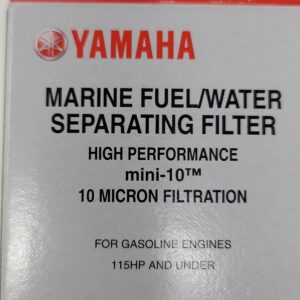 YAMAHA
MARINE FUEL/WATER
SEPARATING FILTER
HIGH PERFORMANCE
mini-10™
10 MICRON FILTRATION
FOR GASOLINE ENGINES
115HP AND UNDER